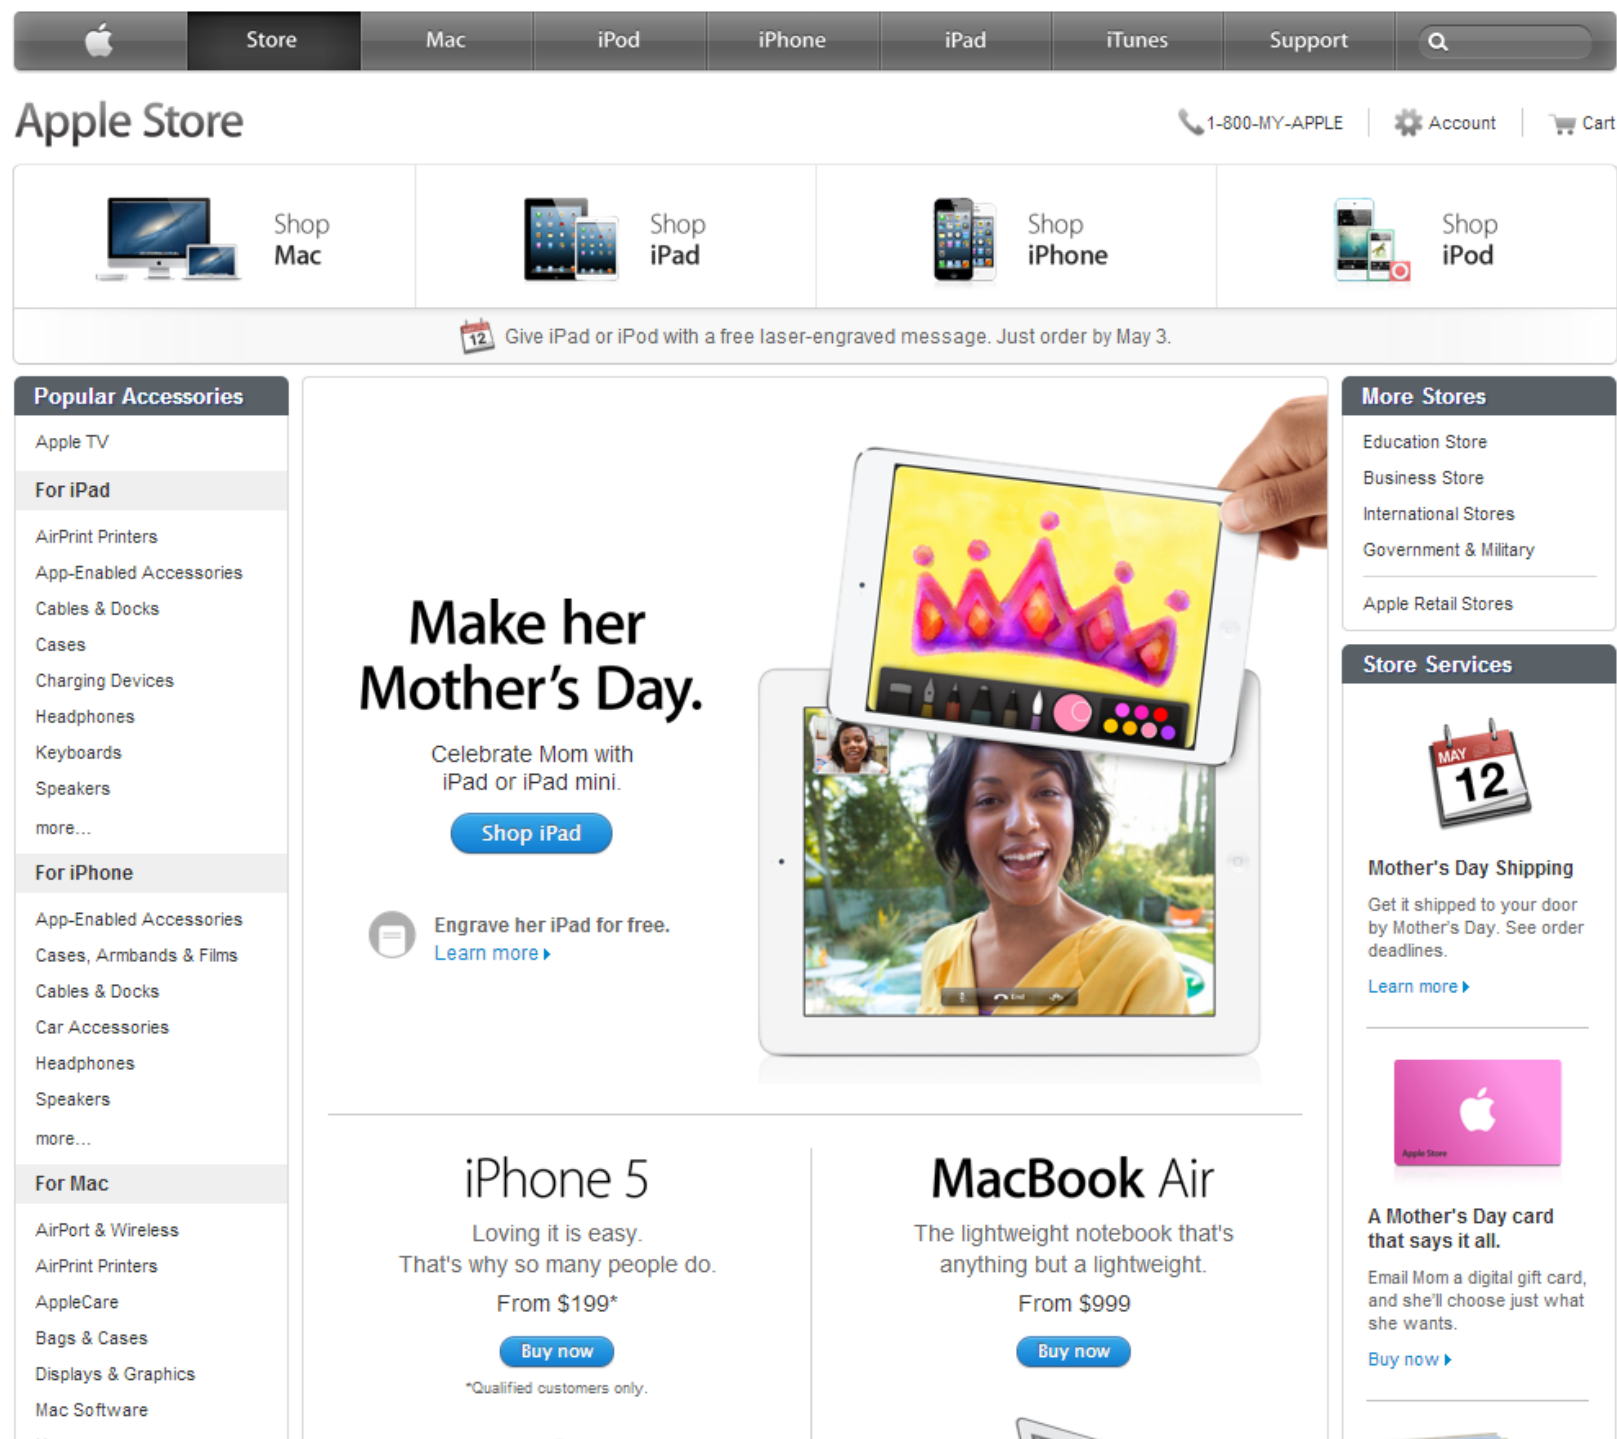 Store
Mac
iPod
iPhone
iPad
iTunes
Support
Apple Store
1-800-MY-APPLE
Account
Cart
Shop
Mac
Shop
iPad
Shop
iPhone
Shop
iPod
12
Give iPad or iPod with a free laser-engraved message. Just order by May 3.
Popular Accessories
Apple TV
For iPad
AirPrint Printers
App-Enabled Accessories
Cables & Docks
Cases
Charging Devices
Headphones
Keyboards
Speakers
more...
For iPhone
App-Enabled Accessories
Cases, Armbands & Films
Cables & Docks
Car Accessories
Headphones
Speakers
more...
For Mac
AirPort & Wireless
AirPrint Printers
AppleCare
Bags & Cases
Displays & Graphics
Mac Software
Make her
Mother's Day.
Celebrate Mom with
iPad or iPad mini.
Shop iPad
Engrave her iPad for free.
Learn more
End
iPhone 5
Loving it is easy.
That's why so many people do.
From $199*
Buy now
*Qualified customers only.
MacBook Air
The lightweight notebook that's
anything but a lightweight.
From $999
Buy now
More Stores
Education Store
Business Store
International Stores
Government & Military
Apple Retail Stores
Store Services
MAY
12
Mother's Day Shipping
Get it shipped to your door
by Mother's Day. See order
deadlines.
Learn more
Apple Store
A Mother's Day card
that says it all.
Email Mom a digital gift card,
and she'll choose just what
she wants.
Buy now